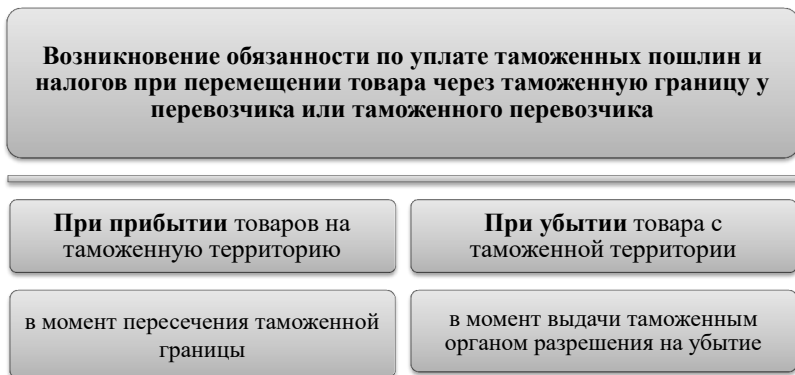 Возникновение обязанности по уплате таможенных пошлин и
налогов при перемещении товара через таможенную границу у
перевозчика или таможенного перевозчика
При прибытии товаров на
таможенную территорию
При убытии товара с
таможенной территории
в момент пересечения таможенной
границы
в момент выдачи таможенным
органом разрешения на убытие